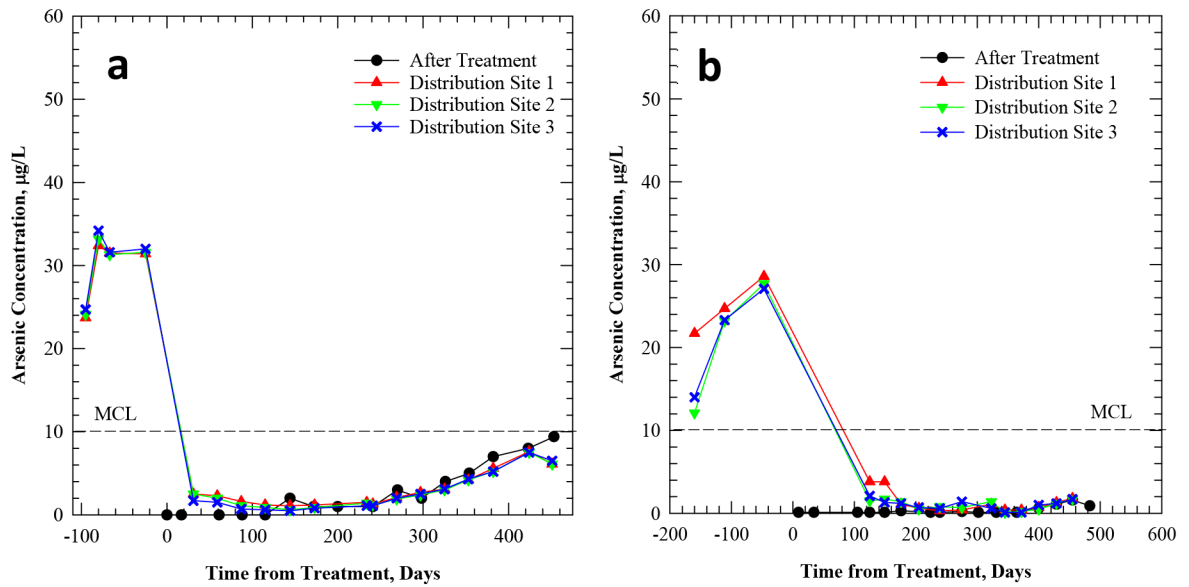 a
After Treatment
Distribution Site 1
Distribution Site 2
Distribution Site 3
MCL
60
50
40
30
20
10
0
-100 0 100 200 300 400
Arsenic Concentration, µg/L
Time from Treatment, Days
b
After Treatment
Distribution Site 1
Distribution Site 2
Distribution Site 3
MCL
60
50
40
30
20
10
0
-200 -100 0 100 200 300 400 500 600
Arsenic Concentration, µg/L
Time from Treatment, Days